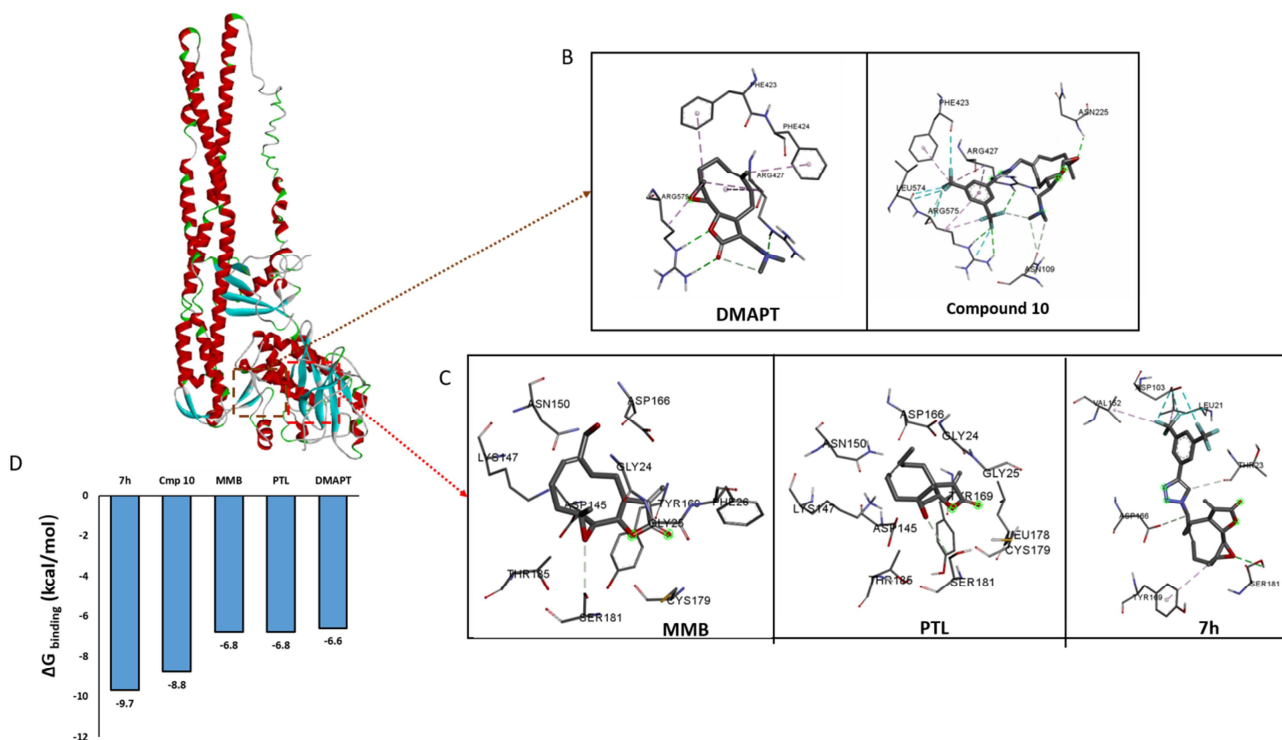 B
PHE423
PHE424
ARG427
ARG575
DMAPT
PHE423
ASN225
ARG427
LEU574
ARG575
ASN109
Compound 10
C
ASN150
ASP166
LYS147
GLY24
ASP145
TYR169
PHE26
GLY25
THR185
CYS179
SER181
MMB
ASP166
ASN150
GLY24
GLY25
TYR169
LYS147
ASP145
LEU178
CYS179
THR185
SER181
PTL
ASP103
LEU21
THR23
ASP166
SER181
TYR169
7h
D
7h Cmp 10 MMB PTL DMAPT
0
-2
-4
-6
-8
-10
-12
ΔG binding (kcal/mol)
-9.7
-8.8
-6.8
-6.8
-6.6